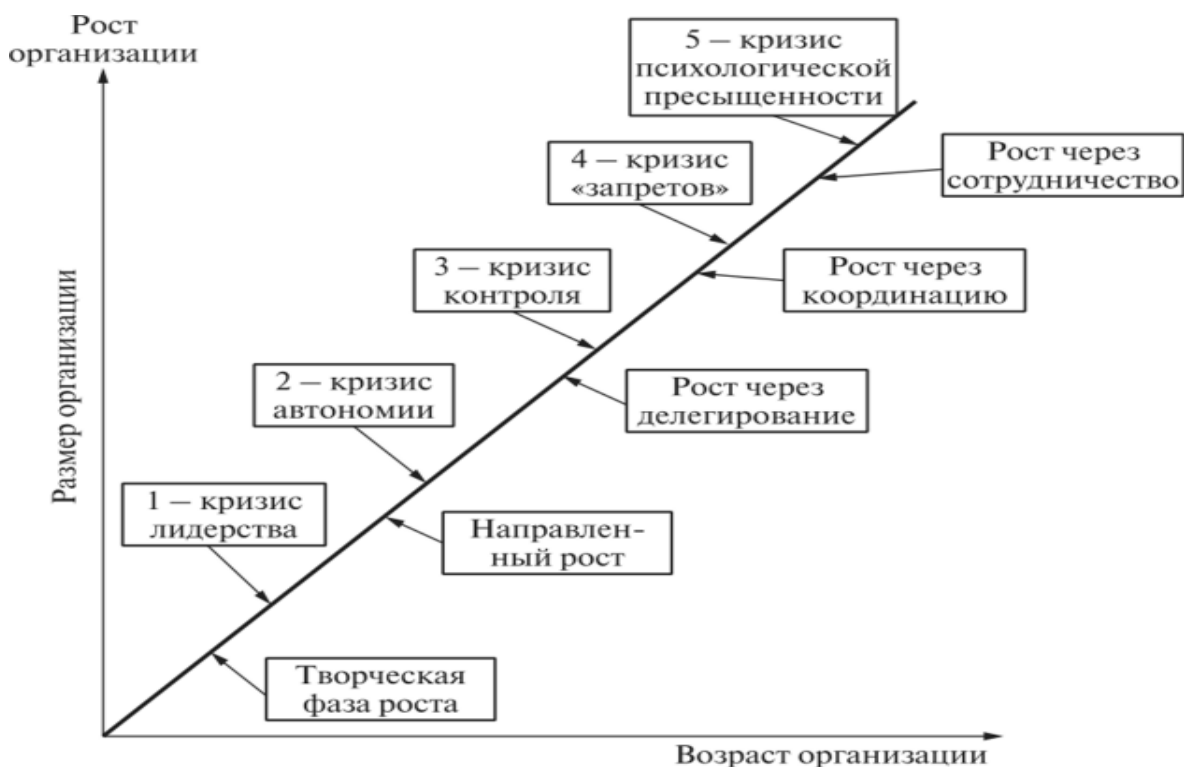 Рост
организации
5 — кризис
психологической
пресыщенности
4 — кризис
«запретов»
Рост через
сотрудничество
3 — кризис
контроля
Рост через
координацию
Размер организации
2 — кризис
автономии
Рост через
делегирование
1 — кризис
лидерства
Направлен-
ный рост
Творческая
фаза роста
Возраст организации